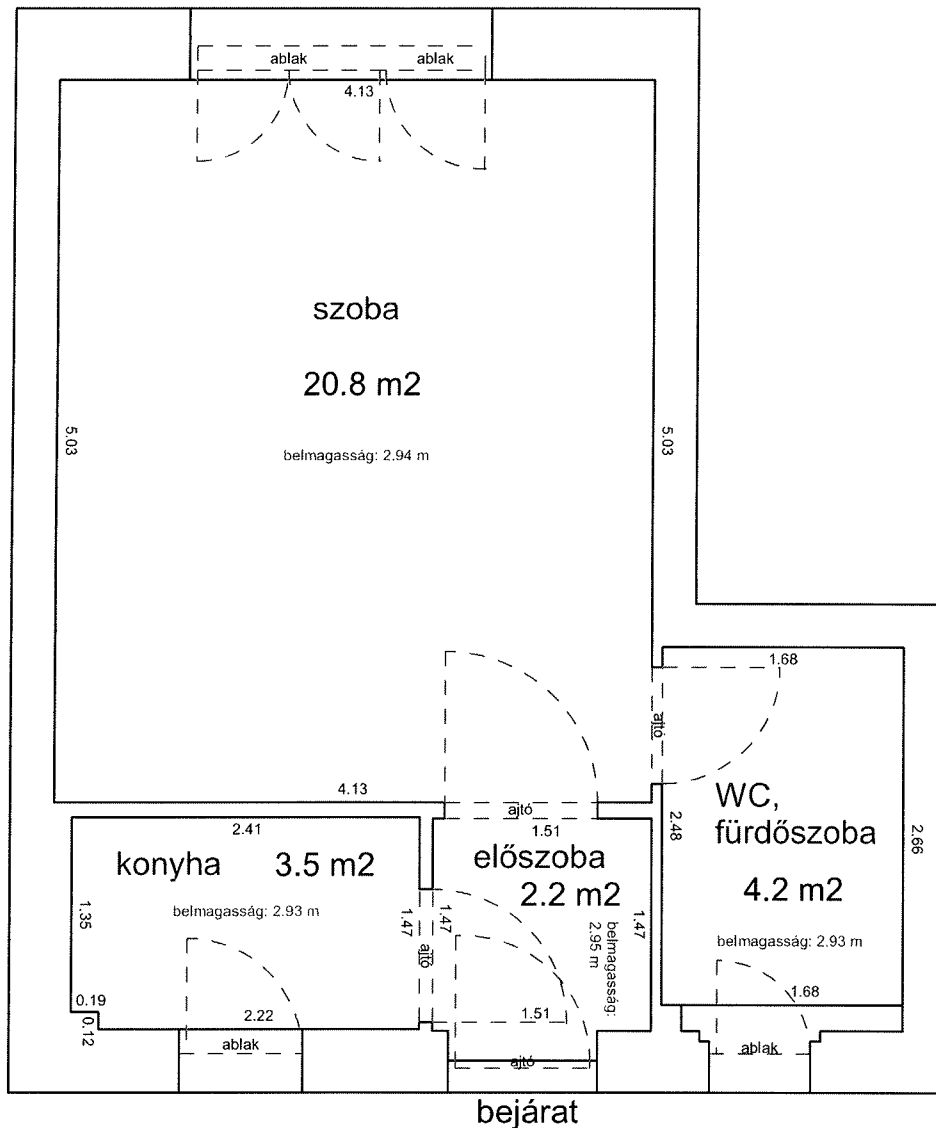 ablak
ablak
4.13
szoba
20.8 m2
5.03
5.03
belmagasság: 2.94 m
1.68
ajtó
4.13
ajtó
2.41
1.51
WC,
fürdőszoba
2.48
2.66
konyha 3.5 m2
előszoba
2.2 m2
4.2 m2
1.35
belmagasság: 2.93 m
1.47
1.47
1.47
belmagasság:
2.95 m
belmagasság: 2.93 m
ajtó
0.19
0.12
2.22
1.51
1.68
ablak
ajtó
ablak
bejárat